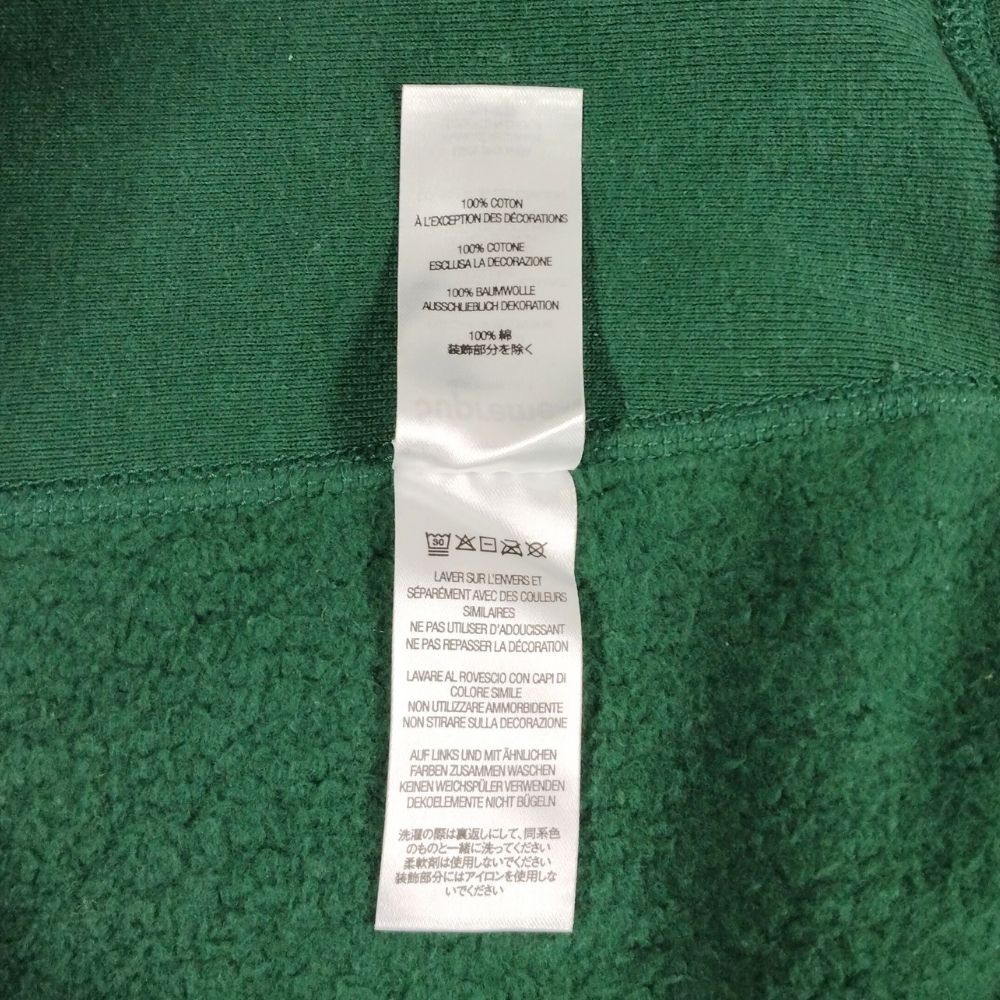 100% COTON
À L'EXCEPTION DES DÉCORATIONS
100% COTONE
ESCLUSA LA DECORAZIONE
100% BAUMWOLLE
AUSSCHLIEBLICH DEKORATION
100% 綿
装飾部分を除く
30
LAVER SUR L'ENVERS ET
SÉPARÉMENT AVEC DES COULEURS
SIMILAIRES
NE PAS UTILISER D'ADOUCISSANT
NE PAS REPASSER LA DÉCORATION
LAVARE AL ROVESCIO CON CAPI DI
COLORE SIMILE
NON UTILIZZARE AMMORBIDENTE
NON STIRARE SULLA DECORAZIONE
AUF LINKS UND MIT ÄHNLICHEN
FARBEN ZUSAMMEN WASCHEN
KEINEN WEICHSPÜLER VERWENDEN
DEKOELEMENTE NICHT BÜGELN
洗濯の際は裏返しにして、同系色
のものと一緒に洗ってください
柔軟剤は使用しないでください
装飾部分にはアイロンを使用しな
いでください